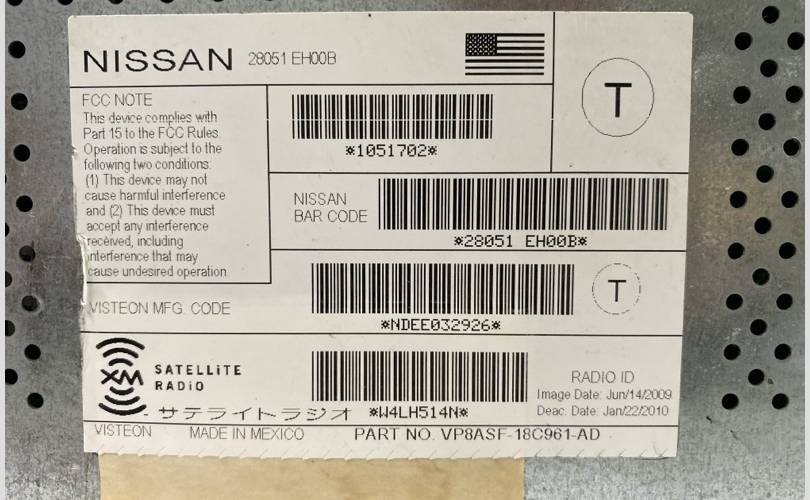 NISSAN 28051 EH00B
T
FCC NOTE
This device complies with
Part 15 to the FCC Rules.
Operation is subject to the
following two conditions:
(1) This device may not
cause harmful interference
and (2) This device must
accept any interference
received, including
interference that may
cause undesired operation.
*1051702*
NISSAN
BAR CODE
*28051 EH00B*
VISTEON MFG. CODE
*NDEE032926*
T
XM SATELLiTE
RADiO
サテライトラジオ
*W4LH514N*
RADIO ID
Image Date: Jun/14/2009
Deac. Date: Jan/22/2010
VISTEON MADE IN MEXICO PART NO. VP8ASF-18C961-AD